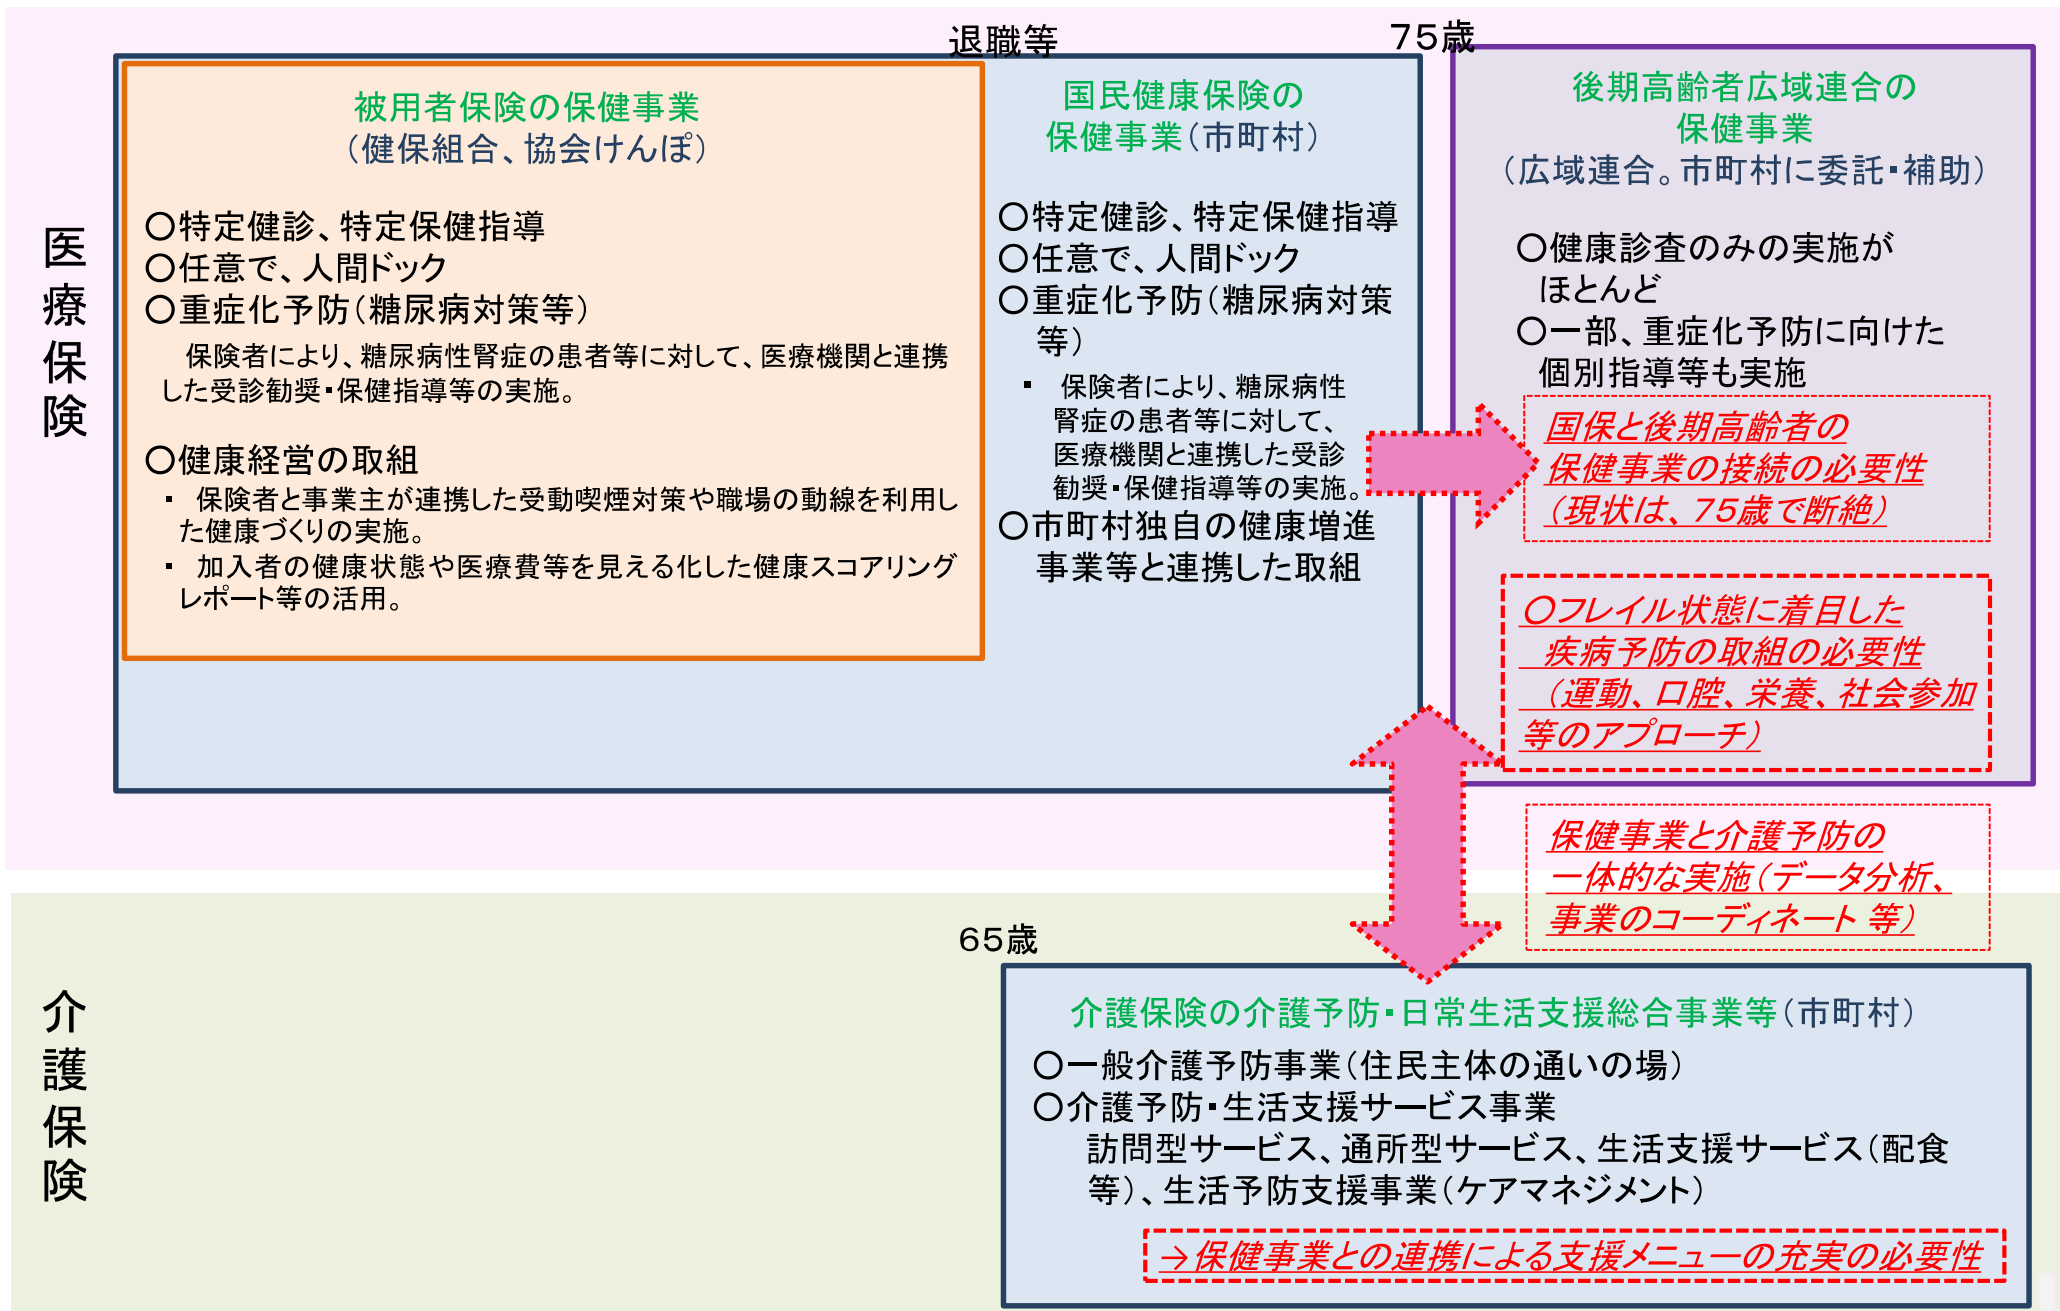 医療保険
退職等
75歳
被用者保険の保健事業
（健保組合、協会けんぽ）
○特定健診、特定保健指導
○任意で、人間ドック
○重症化予防（糖尿病対策等）
保険者により、糖尿病性腎症の患者等に対して、医療機関と連携
した受診勧奨・保健指導等の実施。
○健康経営の取組
・ 保険者と事業主が連携した受動喫煙対策や職場の動線を利用し
た健康づくりの実施。
・ 加入者の健康状態や医療費等を見える化した健康スコアリング
レポート等の活用。
国民健康保険の
保健事業（市町村）
○特定健診、特定保健指導
○任意で、人間ドック
○重症化予防（糖尿病対策
等）
・ 保険者により、糖尿病性
腎症の患者等に対して、
医療機関と連携した受診
勧奨・保健指導等の実施。
○市町村独自の健康増進
事業等と連携した取組
後期高齢者広域連合の
保健事業
（広域連合。市町村に委託・補助）
○健康診査のみの実施が
ほとんど
○一部、重症化予防に向けた
個別指導等も実施
国保と後期高齢者の
保健事業の接続の必要性
（現状は、75歳で断絶）
○フレイル状態に着目した
疾病予防の取組の必要性
（運動、口腔、栄養、社会参加
等のアプローチ）
保健事業と介護予防の
一体的な実施（データ分析、
事業のコーディネート 等）
介護保険
65歳
介護保険の介護予防・日常生活支援総合事業等（市町村）
○一般介護予防事業（住民主体の通いの場）
○介護予防・生活支援サービス事業
訪問型サービス、通所型サービス、生活支援サービス（配食
等）、生活予防支援事業（ケアマネジメント）
→保健事業との連携による支援メニューの充実の必要性